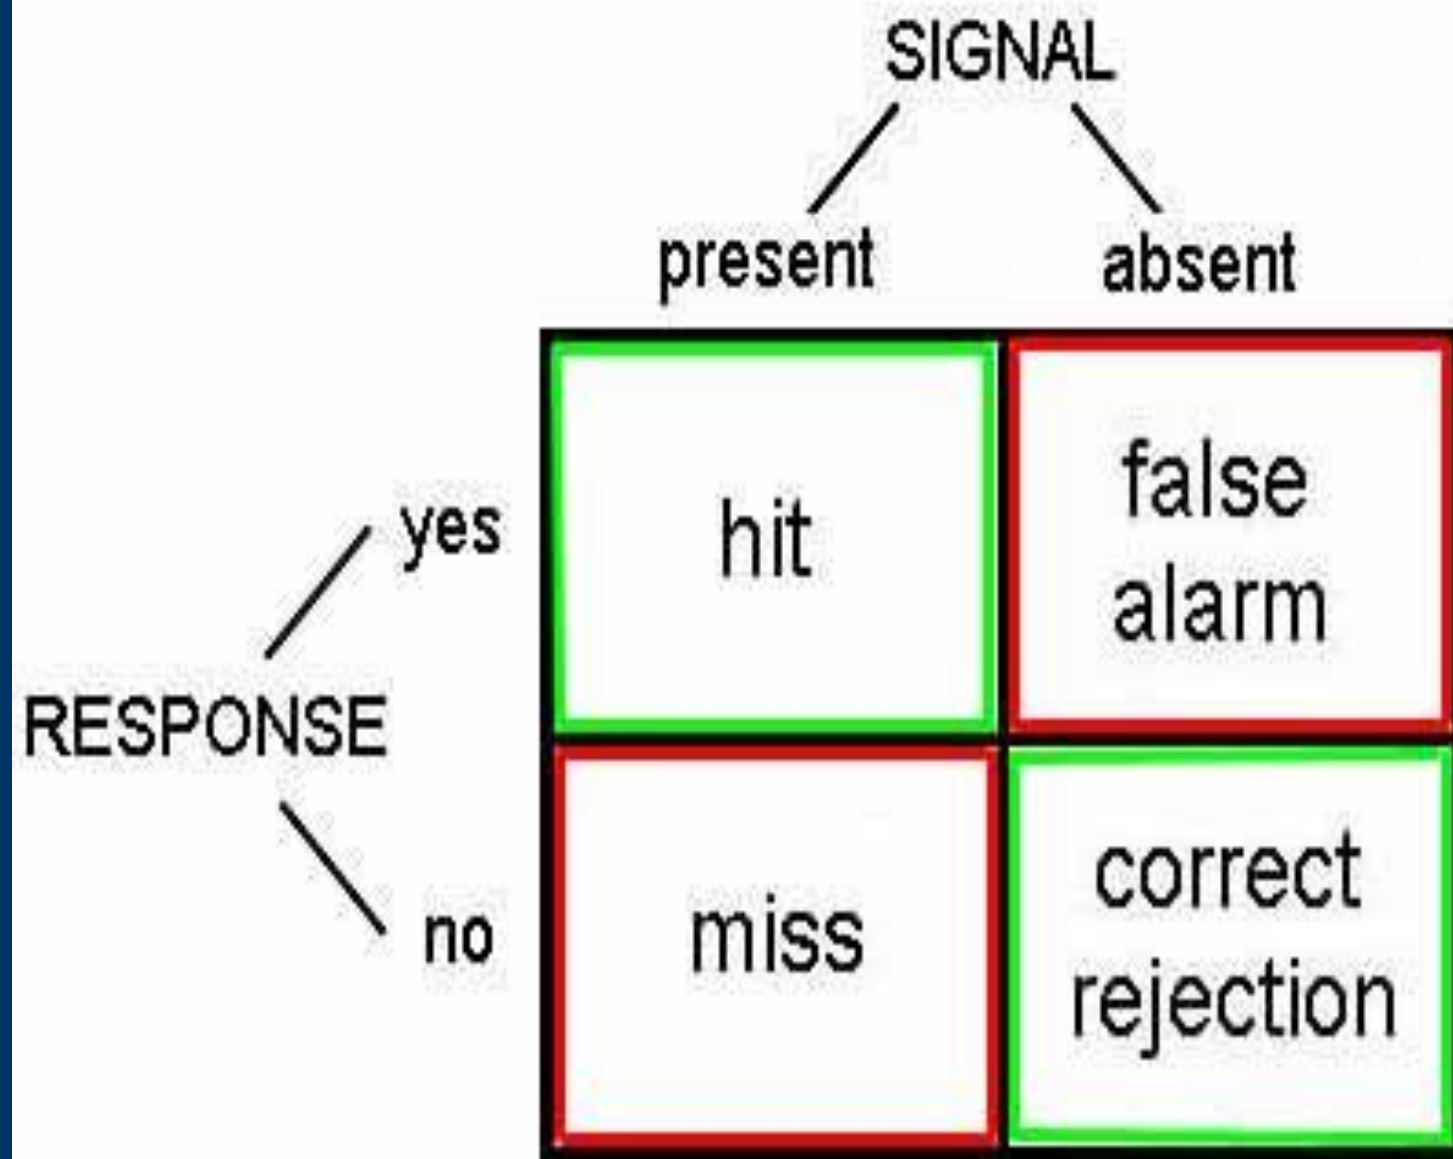 SIGNAL
present absent
yes
hit
false
alarm
RESPONSE
no
miss
correct
rejection